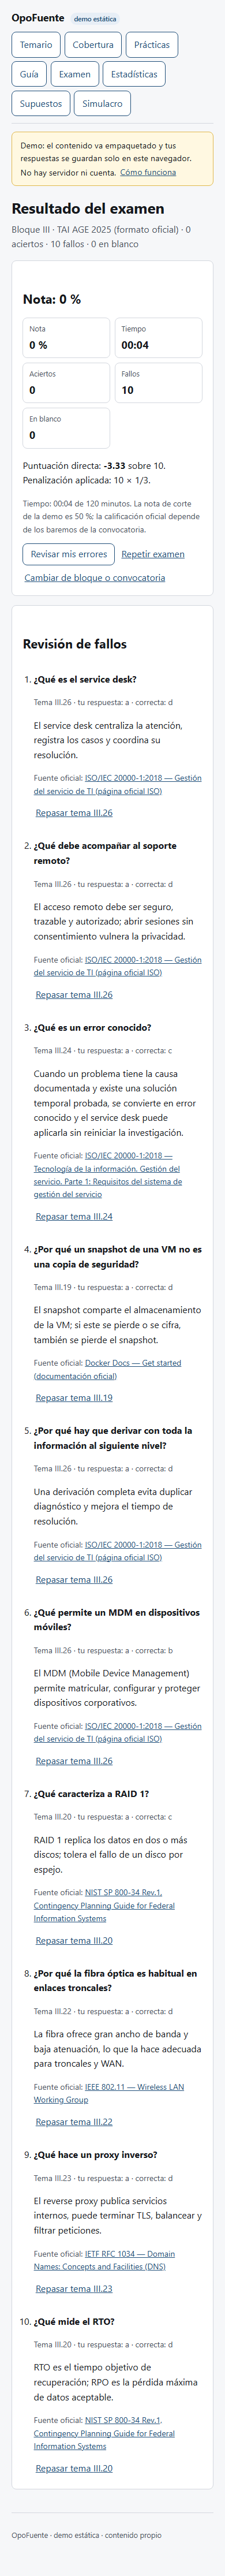 OpoFuente demo estática
Temario Cobertura Prácticas
Guía Examen Estadísticas
Supuestos Simulacro
Demo: el contenido va empaquetado y tus
respuestas se guardan solo en este navegador.
No hay servidor ni cuenta. Cómo funciona
Resultado del examen
Bloque III · TAI AGE 2025 (formato oficial) · 0
aciertos · 10 fallos · 0 en blanco
Nota: 0 %
Nota Tiempo
0 % 00:04
Aciertos Fallos
0 10
En blanco
0
Puntuación directa: -3.33 sobre 10.
Penalización aplicada: 10 × 1/3.
Tiempo: 00:04 de 120 minutos. La nota de corte
de la demo es 50 %; la calificación oficial depende
de los baremos de la convocatoria.
Revisar mis errores Repetir examen
Cambiar de bloque o convocatoria
Revisión de fallos
1. ¿Qué es el service desk?
Tema III.26 · tu respuesta: a · correcta: d
El service desk centraliza la atención,
registra los casos y coordina su
resolución.
Fuente oficial: ISO/IEC 20000-1:2018 — Gestión
del servicio de TI (página oficial ISO)
Repasar tema III.26
2. ¿Qué debe acompañar al soporte
remoto?
Tema III.26 · tu respuesta: a · correcta: d
El acceso remoto debe ser seguro,
trazable y autorizado; abrir sesiones sin
consentimiento vulnera la privacidad.
Fuente oficial: ISO/IEC 20000-1:2018 — Gestión
del servicio de TI (página oficial ISO)
Repasar tema III.26
3. ¿Qué es un error conocido?
Tema III.24 · tu respuesta: a · correcta: c
Cuando un problema tiene la causa
documentada y existe una solución
temporal probada, se convierte en error
conocido y el service desk puede
aplicarla sin reiniciar la investigación.
Fuente oficial: ISO/IEC 20000-1:2018 —
Tecnología de la información. Gestión del
servicio. Parte 1: Requisitos del sistema de
gestión del servicio
Repasar tema III.24
4. ¿Por qué un snapshot de una VM no es
una copia de seguridad?
Tema III.19 · tu respuesta: a · correcta: d
El snapshot comparte el almacenamiento
de la VM; si este se pierde o se cifra,
también se pierde el snapshot.
Fuente oficial: Docker Docs — Get started
(documentación oficial)
Repasar tema III.19
5. ¿Por qué hay que derivar con toda la
información al siguiente nivel?
Tema III.26 · tu respuesta: a · correcta: d
Una derivación completa evita duplicar
diagnóstico y mejora el tiempo de
resolución.
Fuente oficial: ISO/IEC 20000-1:2018 — Gestión
del servicio de TI (página oficial ISO)
Repasar tema III.26
6. ¿Qué permite un MDM en dispositivos
móviles?
Tema III.26 · tu respuesta: a · correcta: b
El MDM (Mobile Device Management)
permite matricular, configurar y proteger
dispositivos corporativos.
Fuente oficial: ISO/IEC 20000-1:2018 — Gestión
del servicio de TI (página oficial ISO)
Repasar tema III.26
7. ¿Qué caracteriza a RAID 1?
Tema III.20 · tu respuesta: a · correcta: c
RAID 1 replica los datos en dos o más
discos; tolera el fallo de un disco por
espejo.
Fuente oficial: NIST SP 800-34 Rev.1,
Contingency Planning Guide for Federal
Information Systems
Repasar tema III.20
8. ¿Por qué la fibra óptica es habitual en
enlaces troncales?
Tema III.22 · tu respuesta: a · correcta: d
La fibra ofrece gran ancho de banda y
baja atenuación, lo que la hace adecuada
para troncales y WAN.
Fuente oficial: IEEE 802.11 — Wireless LAN
Working Group
Repasar tema III.22
9. ¿Qué hace un proxy inverso?
Tema III.23 · tu respuesta: a · correcta: d
El reverse proxy publica servicios
internos, puede terminar TLS, balancear y
filtrar peticiones.
Fuente oficial: IETF RFC 1034 — Domain
Names: Concepts and Facilities (DNS)
Repasar tema III.23
10. ¿Qué mide el RTO?
Tema III.20 · tu respuesta: a · correcta: d
RTO es el tiempo objetivo de
recuperación; RPO es la pérdida máxima
de datos aceptable.
Fuente oficial: NIST SP 800-34 Rev.1,
Contingency Planning Guide for Federal
Information Systems
Repasar tema III.20
OpoFuente · demo estática · contenido propio